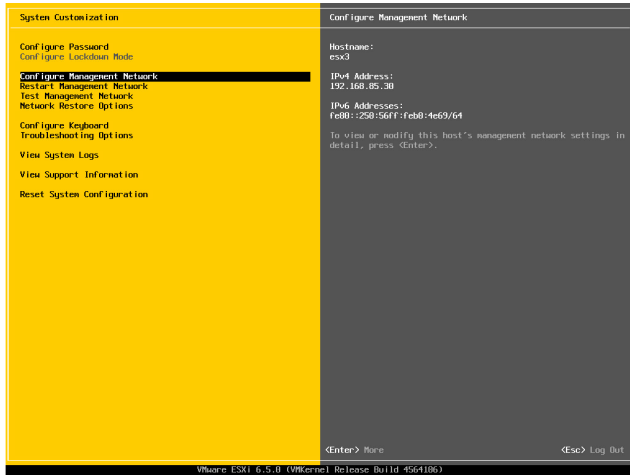 System Customization
Configure Password
Configure Lockdown Mode
Configure Management Network
Restart Management Network
Test Management Network
Network Restore Options
Configure Keyboard
Troubleshooting Options
View System Logs
View Support Information
Reset System Configuration
Configure Management Network
Hostname:
esx3
IPv4 Address:
192.168.85.30
IPv6 Addresses:
fe80::250:56ff:feb0:4e69/64
To view or modify this host's management network settings in
detail, press <Enter>.
<Enter> More
<Esc> Log Out
VMware ESXi 6.5.0 (VMKernel Release Build 4564106)